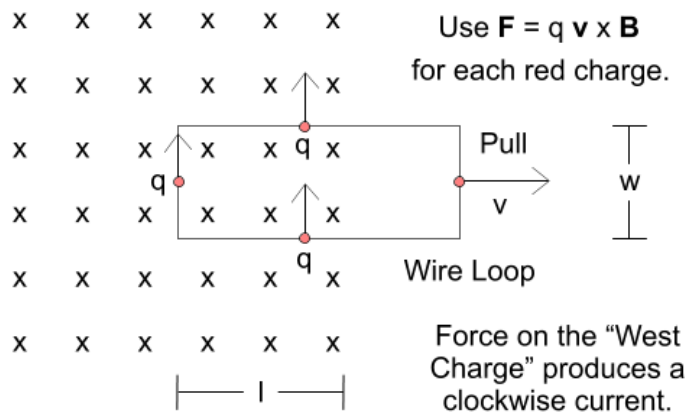 x x x x x x
Use F = q v x B
for each red charge.
x x x x x x
x x x x q x
Pull
q
w
v
x x x x x x
q
Wire Loop
x x x x x x
x x x x x x
Force on the “West
Charge” produces a
clockwise current.
l